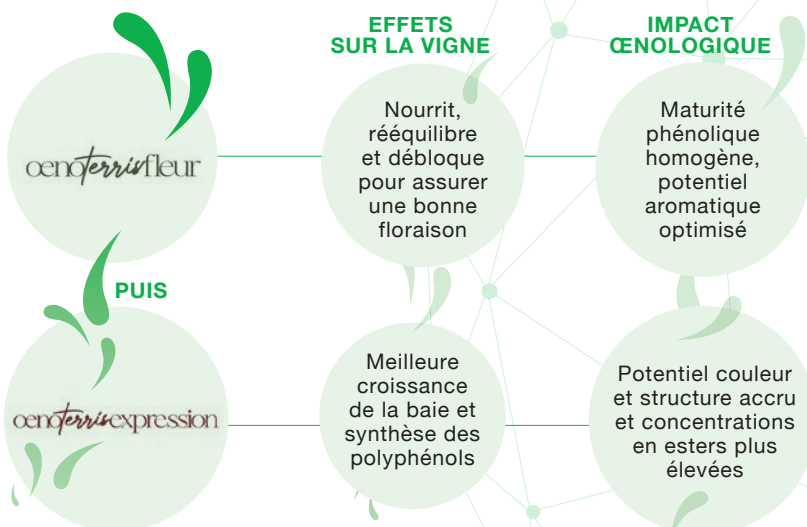 EFFETS
SUR LA VIGNE
IMPACT
ŒNOLOGIQUE
œnoterrisfleur
Nourrit,
rééquilibre
et débloque
pour assurer
une bonne
floraison
Maturité
phénolique
homogène,
potentiel
aromatique
optimisé
PUIS
œnoterrisexpression
Meilleure
croissance
de la baie et
synthèse des
polyphénols
Potentiel couleur
et structure accru
et concentrations
en esters plus
élevées